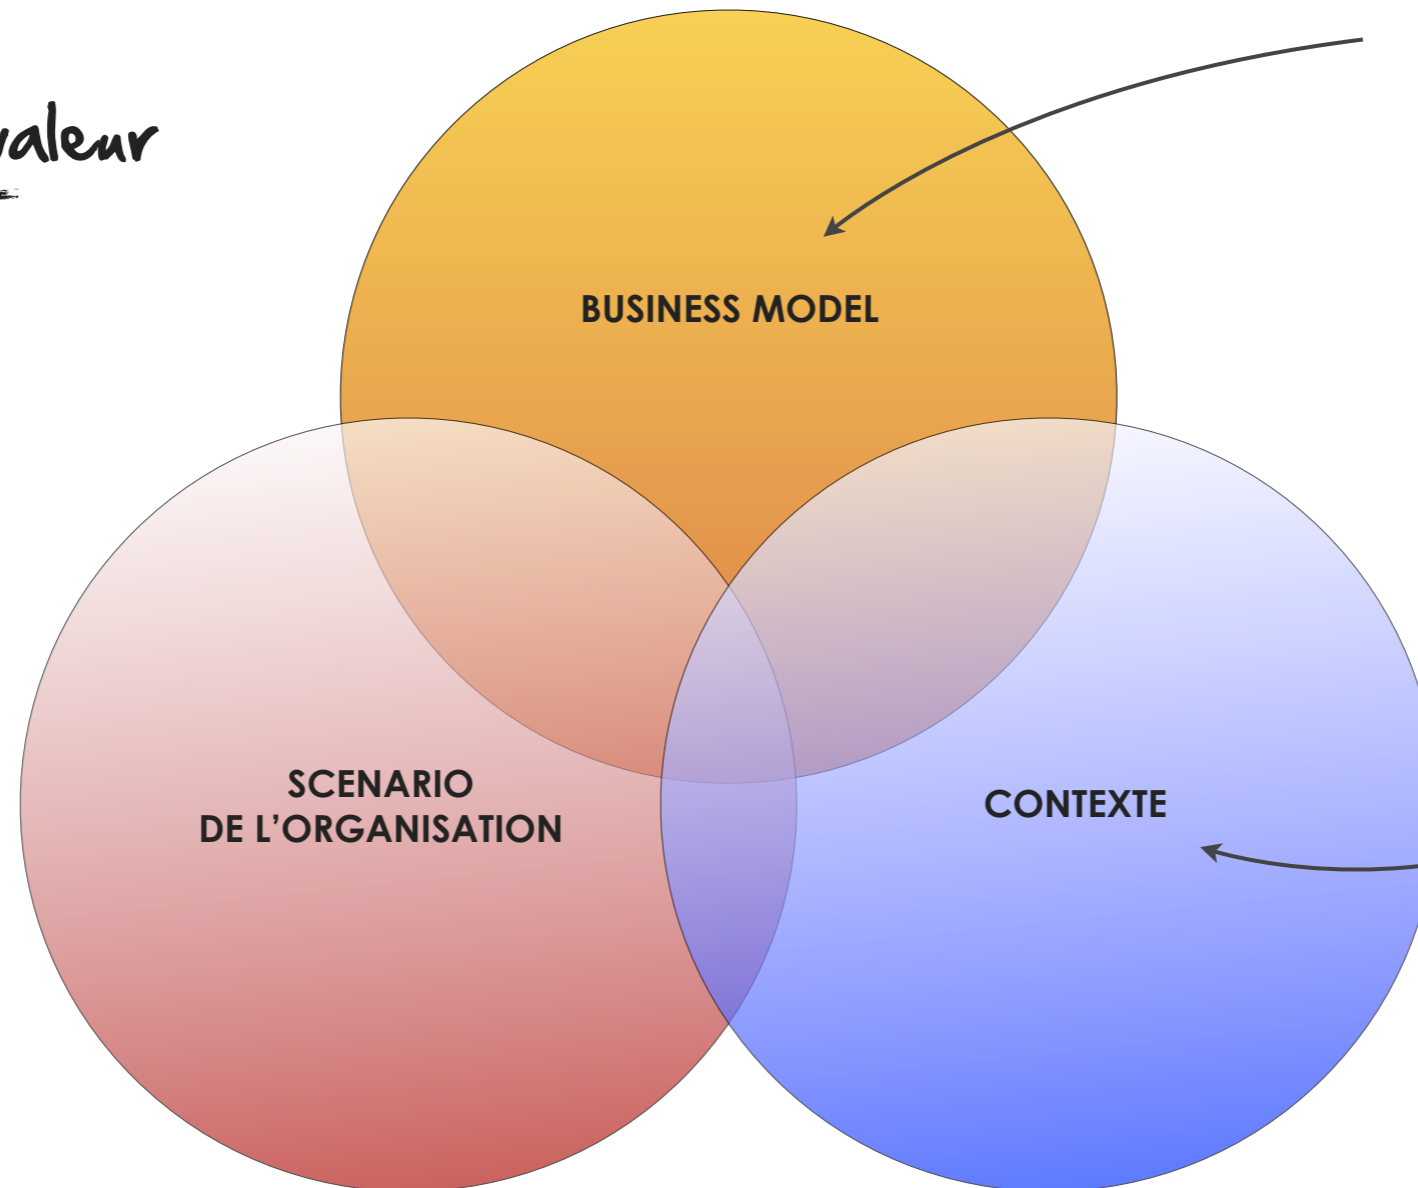 valeur
BUSINESS MODEL
SCENARIO
DE L'ORGANISATION
CONTEXTE